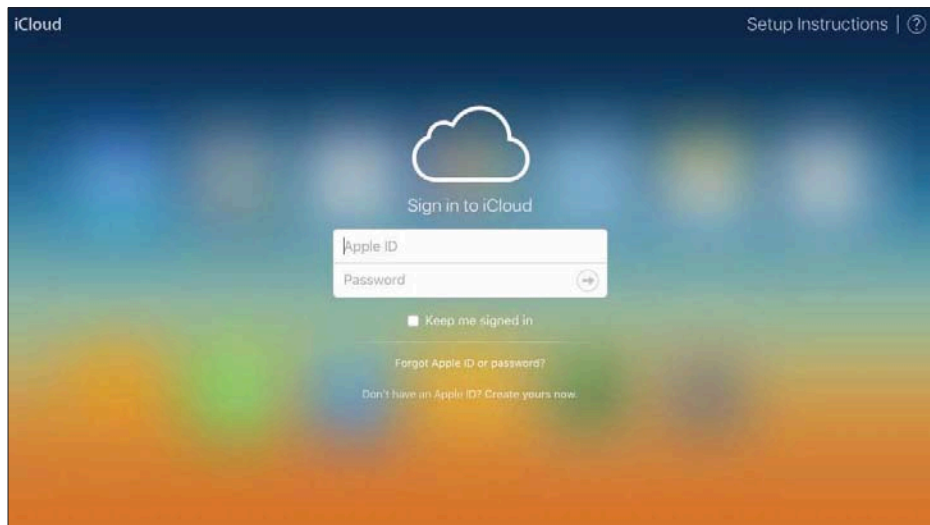 iCloud
Setup Instructions | ?
Sign in to iCloud
Apple ID
Password
Keep me signed in
Forgot Apple ID or password?
Don't have an Apple ID? Create yours now.